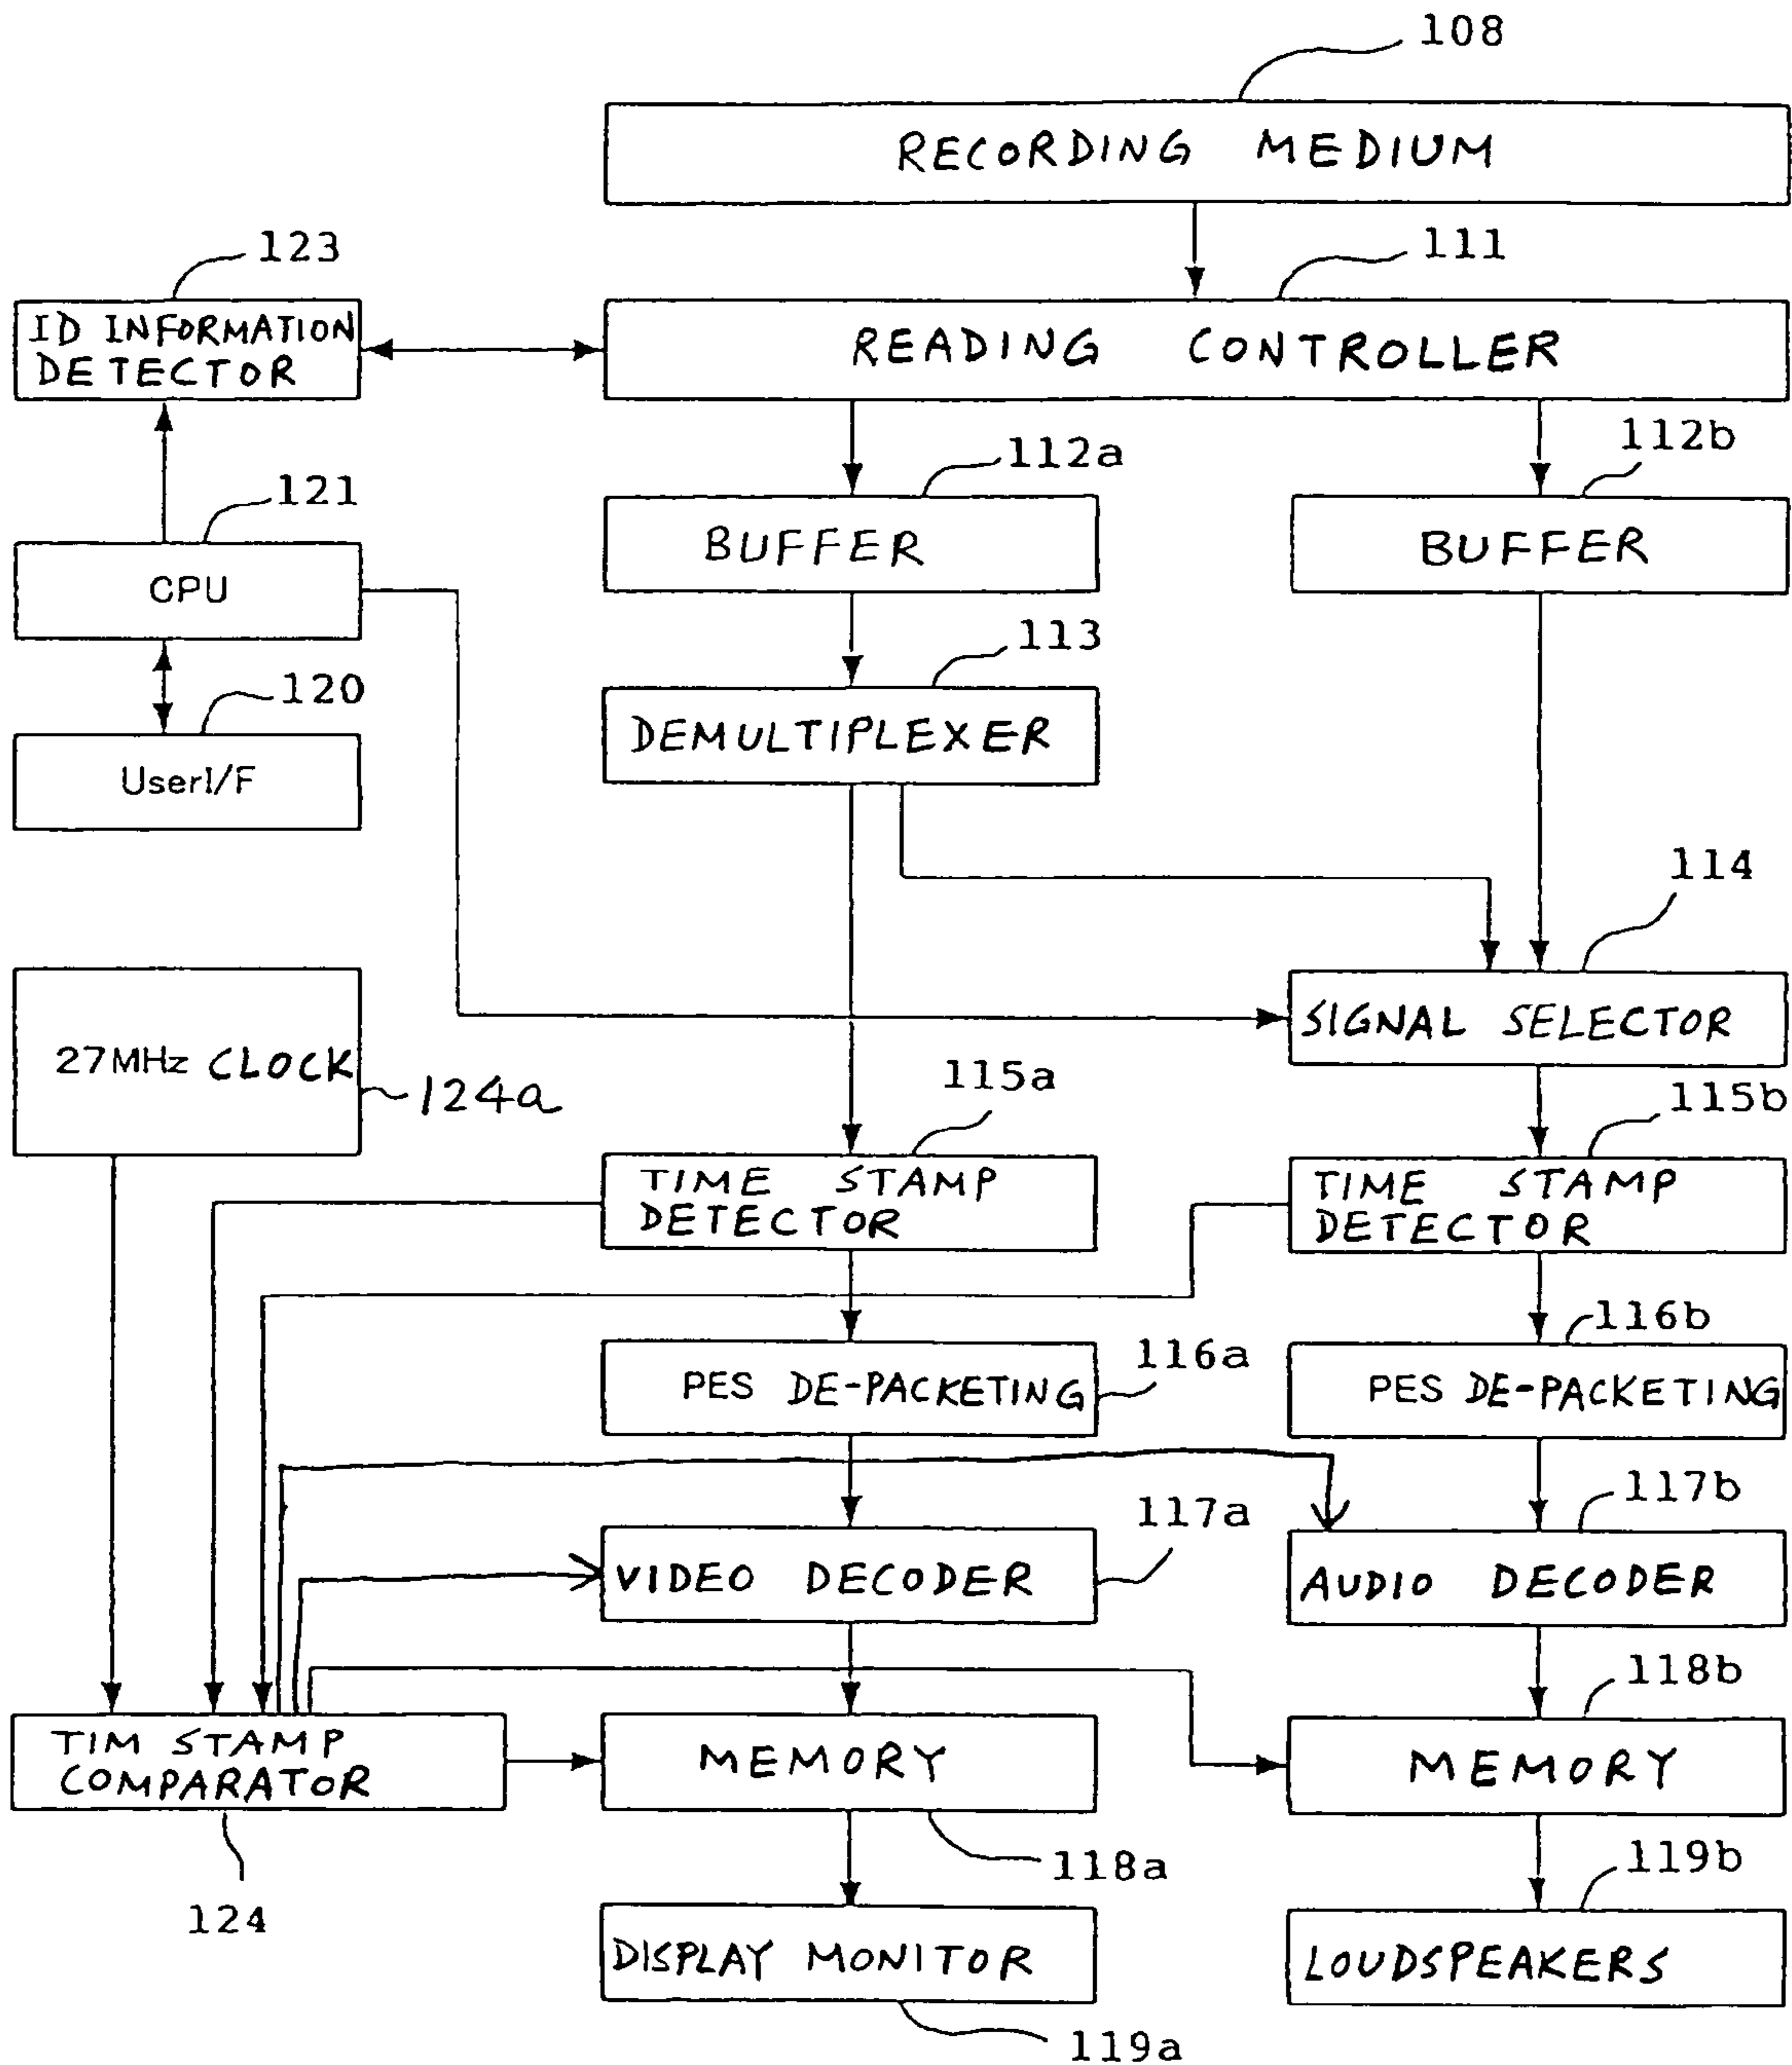 108
RECORDING MEDIUM
123
111
ID INFORMATION
DETECTOR
READING CONTROLLER
112a
112b
121
BUFFER
BUFFER
CPU
113
120
DEMULTIPLEXER
UserI/F
114
27MHz CLOCK
124a
SIGNAL SELECTOR
115a
115b
TIME STAMP
DETECTOR
TIME STAMP
DETECTOR
116a
116b
PES DE-PACKETING
PES DE-PACKETING
117a
117b
VIDEO DECODER
AUDIO DECODER
118b
TIM STAMP
COMPARATOR
MEMORY
MEMORY
124
118a
119b
DISPLAY MONITOR
LOUDSPEAKERS
119a